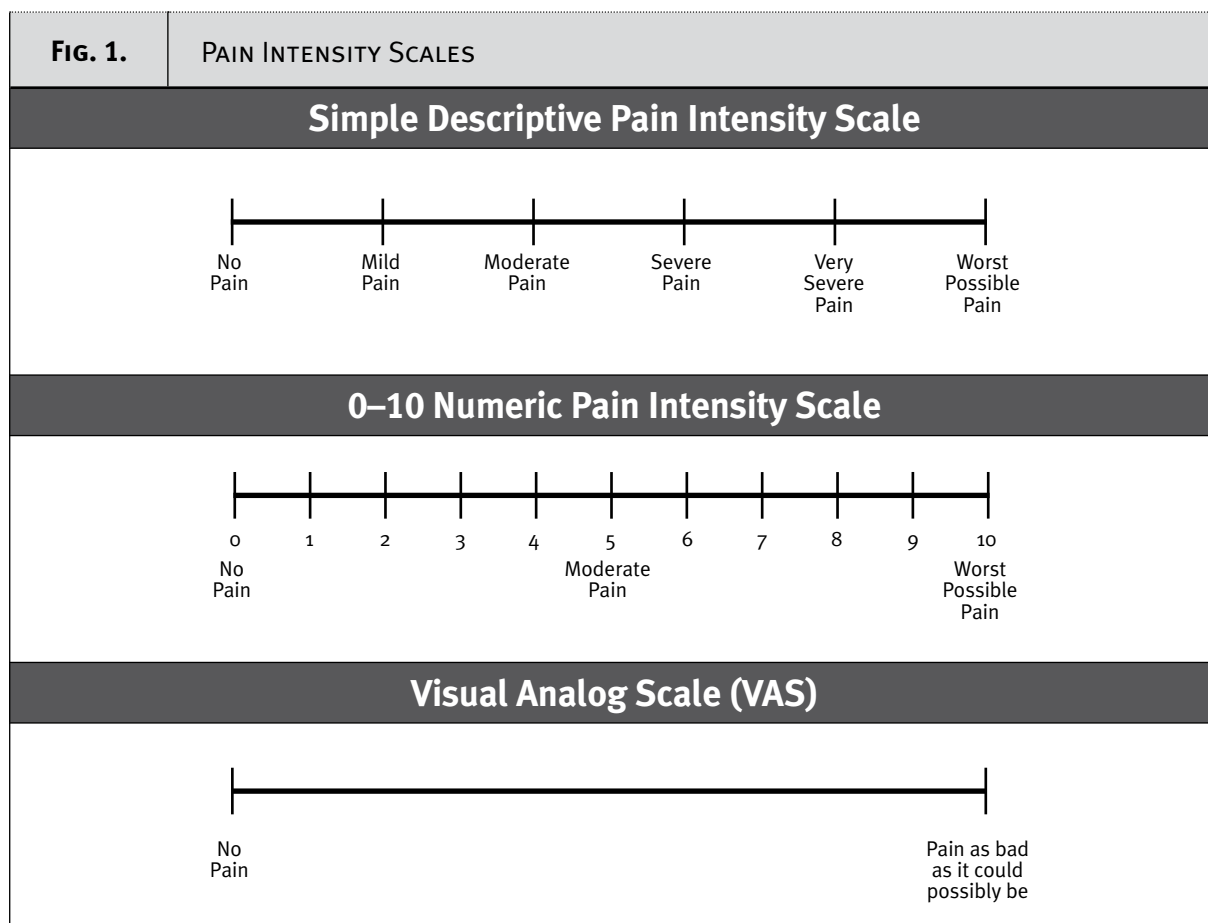 FIG. 1.
PAIN INTENSITY SCALES
Simple Descriptive Pain Intensity Scale
No
Pain
Mild
Pain
Moderate
Pain
Severe
Pain
Very
Severe
Pain
Worst
Possible
Pain
0–10 Numeric Pain Intensity Scale
0 1 2 3 4 5 6 7 8 9 10
No
Pain
Moderate
Pain
Worst
Possible
Pain
Visual Analog Scale (VAS)
No
Pain
Pain as bad
as it could
possibly be